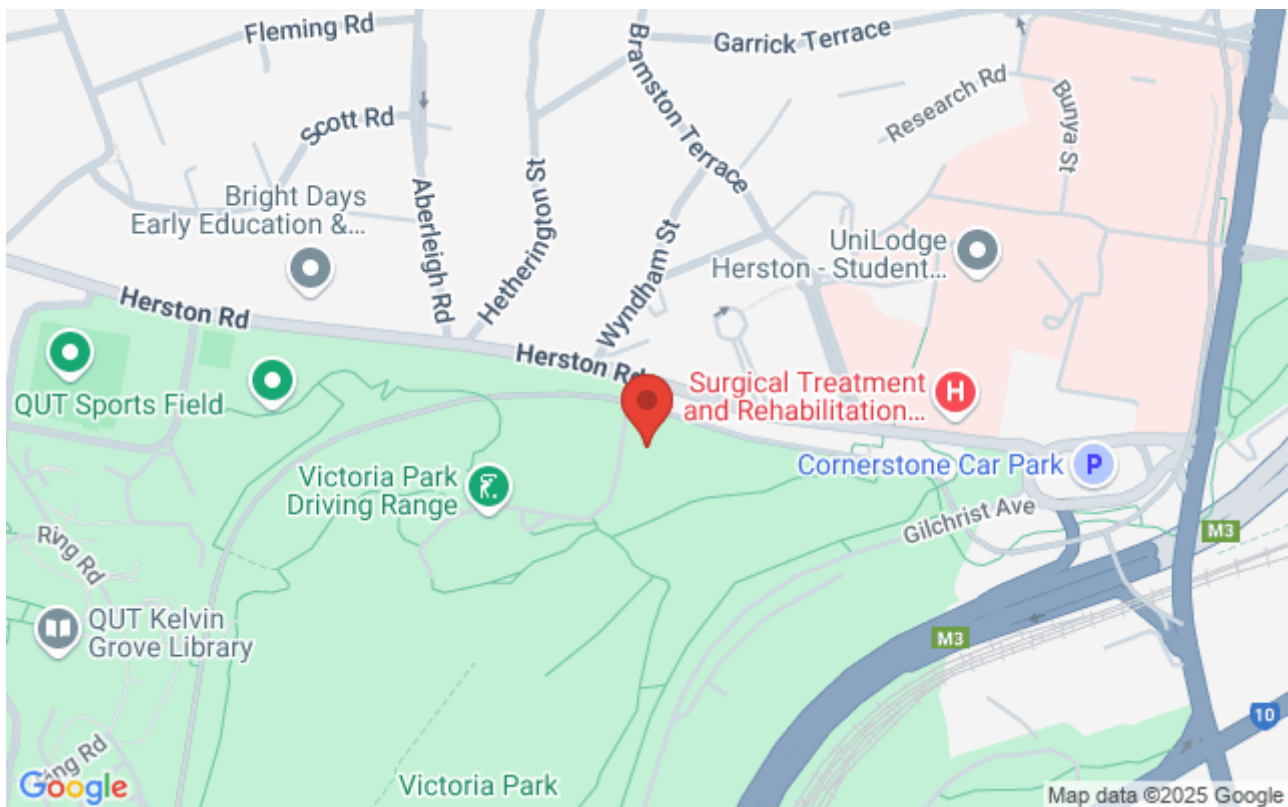 Fleming Rd
Garrick Terrace
Bramston Terrace
Research Rd
Bunya St
Scott Rd
Aberleigh Rd
Hetherington St
Bright Days
Early Education &...
Wyndham St
UniLodge
Herston - Student...
Herston Rd
Herston Rd
QUT Sports Field
Surgical Treatment
and Rehabilitation...
H
Victoria Park
Driving Range
Cornerstone Car Park
P
Gilchrist Ave
M3
Ring Rd
QUT Kelvin
Grove Library
M3
10
Ring Rd
Victoria Park
Google
Map data ©2025 Google